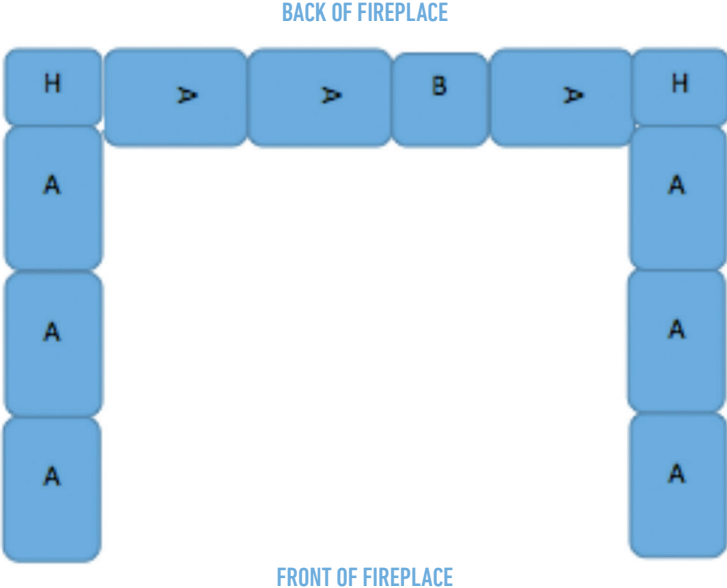 BACK OF FIREPLACE
H A A B A H
A A
A A
A A
FRONT OF FIREPLACE